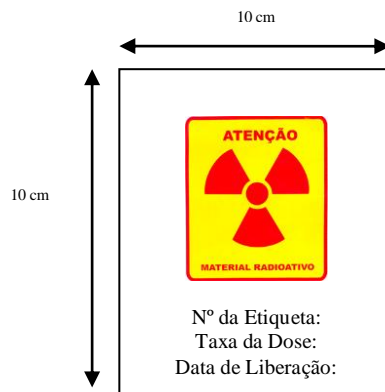 10 cm
10 cm
ATENÇÃO
MATERIAL RADIOATIVO
Nº da Etiqueta:
Taxa da Dose:
Data de Liberação: